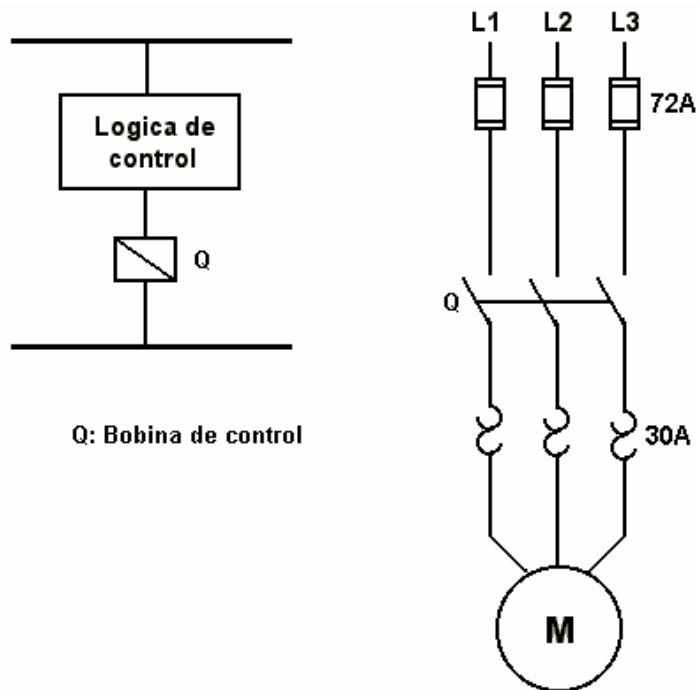 L1 L2 L3
72A
Logica de
control
Q
Q
Q: Bobina de control
30A
M